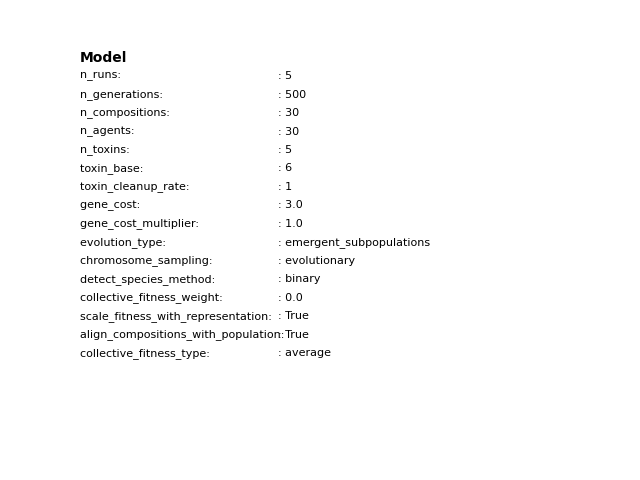 Model
n_runs: : 5
n_generations: : 500
n_compositions: : 30
n_agents: : 30
n_toxins: : 5
toxin_base: : 6
toxin_cleanup_rate: : 1
gene_cost: : 3.0
gene_cost_multiplier: : 1.0
evolution_type: : emergent_subpopulations
chromosome_sampling: : evolutionary
detect_species_method: : binary
collective_fitness_weight: : 0.0
scale_fitness_with_representation: : True
align_compositions_with_population: : True
collective_fitness_type: : average